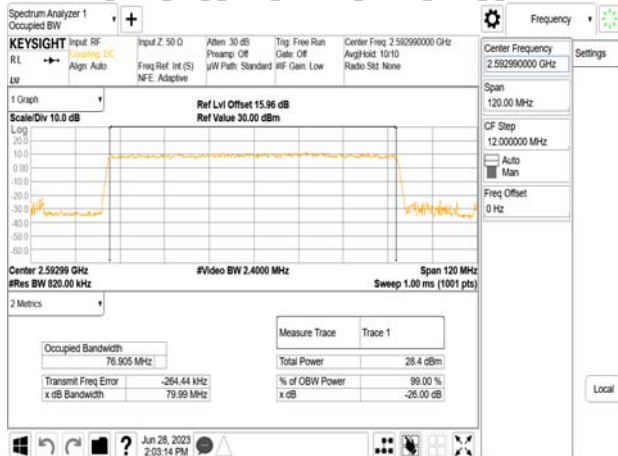 Spectrum Analyzer 1
Occupied BW
+
Frequency
KEYSIGHT
RL
Input: RF
Coupling: DC
Align: Auto
Input Z: 50 Ω
Freq Ref: Int (S)
NFE: Adaptive
Atten: 30 dB
Preamp: Off
µW Path: Standard
Trig: Free Run
Gate: Off
#IF Gain: Low
Center Freq: 2.592990000 GHz
Avg|Hold: 10/10
Radio Std: None
Center Frequency
2.592990000 GHz
Settings
Span
120.00 MHz
CF Step
12.000000 MHz
Auto
Man
Freq Offset
0 Hz
Local
1 Graph
Scale/Div 10.0 dB
Ref Lvl Offset 15.96 dB
Ref Value 30.00 dBm
Log
20.0
10.0
0.00
-10.0
-20.0
-30.0
-40.0
-50.0
-60.0
Center 2.59299 GHz
#Video BW 2.4000 MHz
Span 120 MHz
#Res BW 820.00 kHz
Sweep 1.00 ms (1001 pts)
2 Metrics
Measure Trace Trace 1
Occupied Bandwidth
76.905 MHz
Total Power 28.4 dBm
Transmit Freq Error -264.44 kHz
% of OBW Power 99.00 %
x dB Bandwidth 79.99 MHz
x dB -26.00 dB
?
Jun 28, 2023
2:03:14 PM